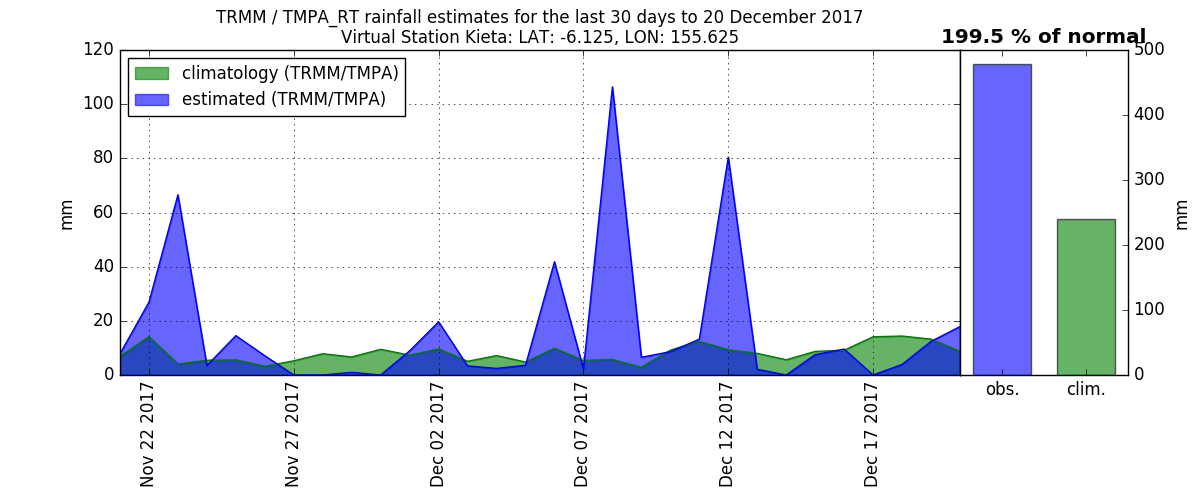 TRMM / TMPA_RT rainfall estimates for the last 30 days to 20 December 2017
Virtual Station Kieta: LAT: -6.125, LON: 155.625
199.5 % of normal
climatology (TRMM/TMPA)
estimated (TRMM/TMPA)
120
100
80
60
40
20
0
mm
Nov 22 2017
Nov 27 2017
Dec 02 2017
Dec 07 2017
Dec 12 2017
Dec 17 2017
500
400
300
200
100
0
mm
obs.
clim.